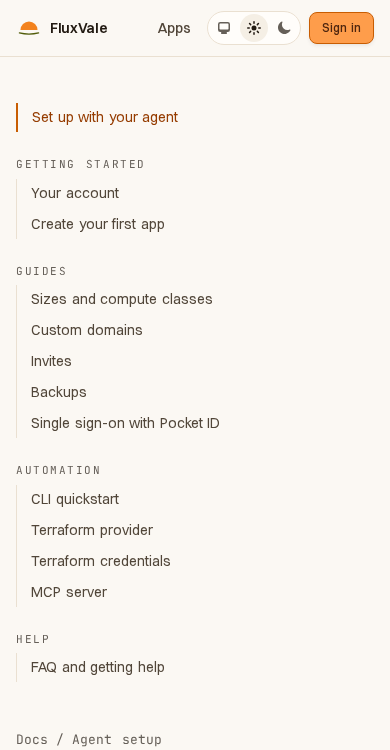 FluxVale
Apps
Sign in
Set up with your agent
GETTING STARTED
Your account
Create your first app
GUIDES
Sizes and compute classes
Custom domains
Invites
Backups
Single sign-on with Pocket ID
AUTOMATION
CLI quickstart
Terraform provider
Terraform credentials
MCP server
HELP
FAQ and getting help
Docs / Agent setup